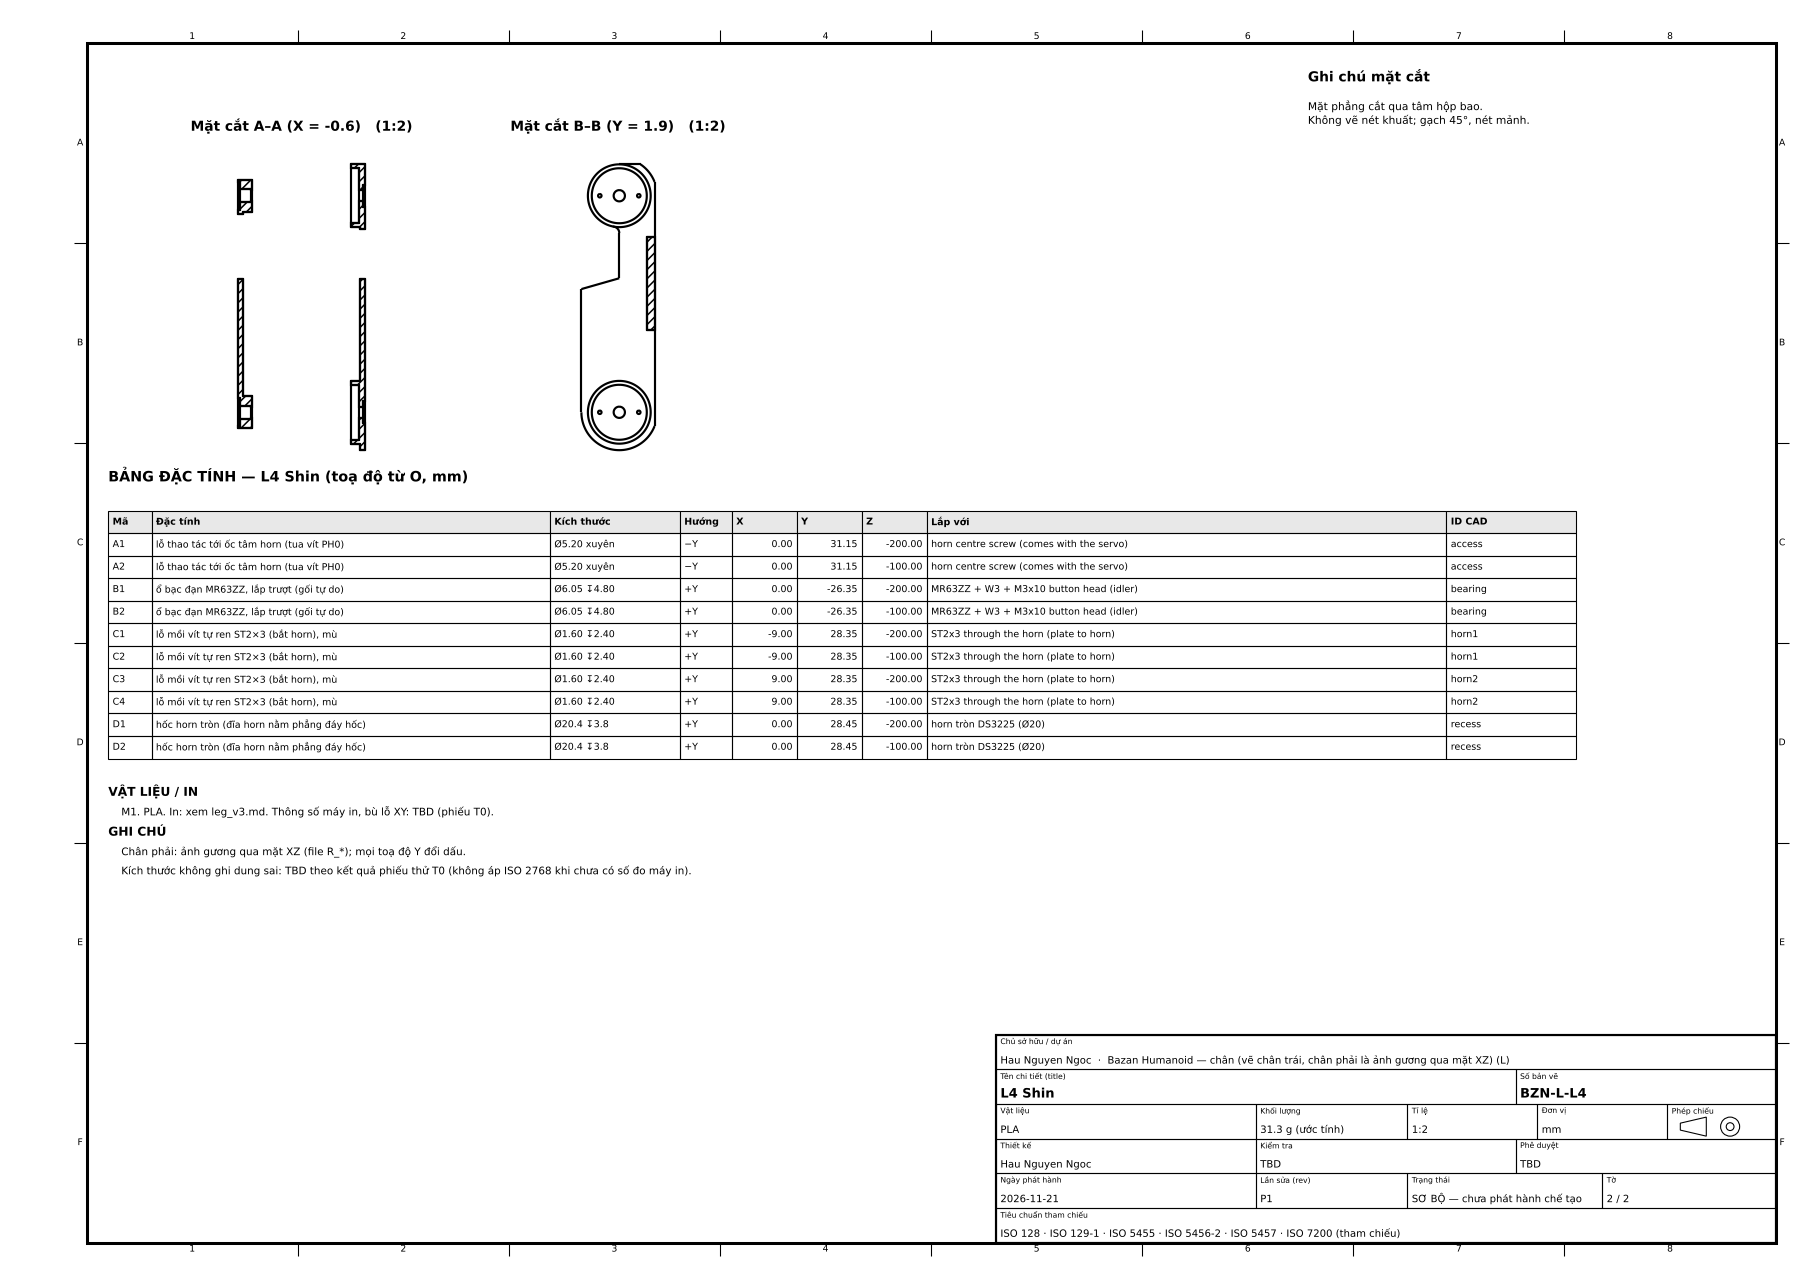 1 2 3 4 5 6 7 8
Ghi chú mặt cắt
Mặt phẳng cắt qua tâm hộp bao.
Không vẽ nét khuất; gạch 45°, nét mảnh.
Mặt cắt A–A (X = -0.6) (1:2)
Mặt cắt B–B (Y = 1.9) (1:2)
A A
B B
BẢNG ĐẶC TÍNH — L4 Shin (toạ độ từ O, mm)
Mã Đặc tính Kích thước Hướng X Y Z Lắp với ID CAD
A1 lỗ thao tác tới ốc tâm horn (tua vít PH0) Ø5.20 xuyên −Y 0.00 31.15 -200.00 horn centre screw (comes with the servo) access
A2 lỗ thao tác tới ốc tâm horn (tua vít PH0) Ø5.20 xuyên −Y 0.00 31.15 -100.00 horn centre screw (comes with the servo) access
B1 ổ bạc đạn MR63ZZ, lắp trượt (gối tự do) Ø6.05 ↧4.80 +Y 0.00 -26.35 -200.00 MR63ZZ + W3 + M3x10 button head (idler) bearing
B2 ổ bạc đạn MR63ZZ, lắp trượt (gối tự do) Ø6.05 ↧4.80 +Y 0.00 -26.35 -100.00 MR63ZZ + W3 + M3x10 button head (idler) bearing
C1 lỗ mồi vít tự ren ST2×3 (bắt horn), mù Ø1.60 ↧2.40 +Y -9.00 28.35 -200.00 ST2x3 through the horn (plate to horn) horn1
C2 lỗ mồi vít tự ren ST2×3 (bắt horn), mù Ø1.60 ↧2.40 +Y -9.00 28.35 -100.00 ST2x3 through the horn (plate to horn) horn1
C3 lỗ mồi vít tự ren ST2×3 (bắt horn), mù Ø1.60 ↧2.40 +Y 9.00 28.35 -200.00 ST2x3 through the horn (plate to horn) horn2
C4 lỗ mồi vít tự ren ST2×3 (bắt horn), mù Ø1.60 ↧2.40 +Y 9.00 28.35 -100.00 ST2x3 through the horn (plate to horn) horn2
D1 hốc horn tròn (đĩa horn nằm phẳng đáy hốc) Ø20.4 ↧3.8 +Y 0.00 28.45 -200.00 horn tròn DS3225 (Ø20) recess
D2 hốc horn tròn (đĩa horn nằm phẳng đáy hốc) Ø20.4 ↧3.8 +Y 0.00 28.45 -100.00 horn tròn DS3225 (Ø20) recess
C C
D D
VẬT LIỆU / IN
M1. PLA. In: xem leg_v3.md. Thông số máy in, bù lỗ XY: TBD (phiếu T0).
GHI CHÚ
Chân phải: ảnh gương qua mặt XZ (file R_*); mọi toạ độ Y đổi dấu.
Kích thước không ghi dung sai: TBD theo kết quả phiếu thử T0 (không áp ISO 2768 khi chưa có số đo máy in).
E E
Chủ sở hữu / dự án
Hau Nguyen Ngoc · Bazan Humanoid — chân (vẽ chân trái, chân phải là ảnh gương qua mặt XZ) (L)
Tên chi tiết (title) Số bản vẽ
L4 Shin BZN-L-L4
Vật liệu Khối lượng Tỉ lệ Đơn vị Phép chiếu
PLA 31.3 g (ước tính) 1:2 mm
F F
Thiết kế Kiểm tra Phê duyệt
Hau Nguyen Ngoc TBD TBD
Ngày phát hành Lần sửa (rev) Trạng thái Tờ
2026-11-21 P1 SƠ BỘ — chưa phát hành chế tạo 2 / 2
Tiêu chuẩn tham chiếu
ISO 128 · ISO 129-1 · ISO 5455 · ISO 5456-2 · ISO 5457 · ISO 7200 (tham chiếu)
1 2 3 4 5 6 7 8